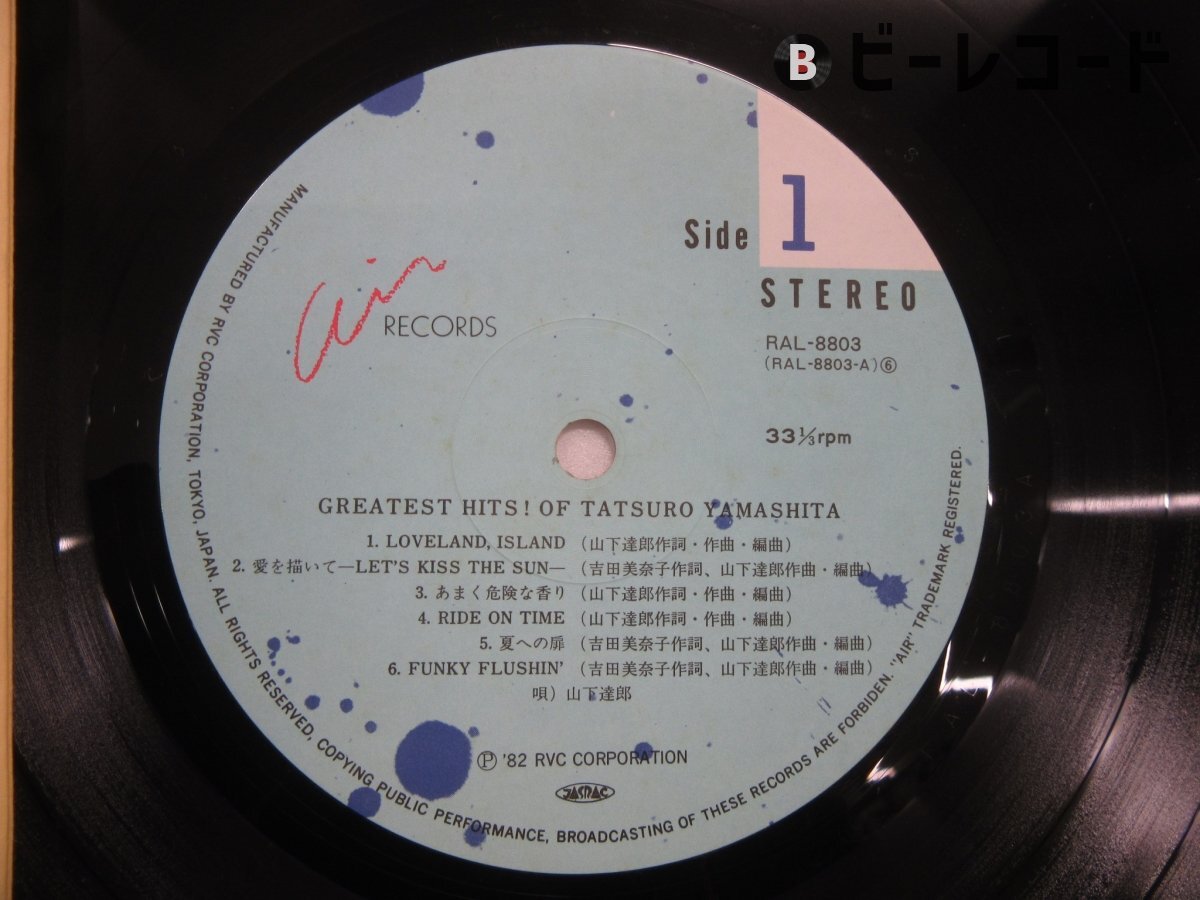 B ビーレコード
Side 1
STEREO
air RECORDS
RAL-8803
(RAL-8803-A)⑥
33⅓rpm
GREATEST HITS! OF TATSURO YAMASHITA
1. LOVELAND, ISLAND (山下達郎作詞・作曲・編曲)
2. 愛を描いて—LET'S KISS THE SUN— (吉田美奈子作詞、山下達郎作曲・編曲)
3. あまく危険な香り (山下達郎作詞・作曲・編曲)
4. RIDE ON TIME (山下達郎作詞・作曲・編曲)
5. 夏への扉 (吉田美奈子作詞、山下達郎作曲・編曲)
6. FUNKY FLUSHIN' (吉田美奈子作詞、山下達郎作曲・編曲)
唄) 山下達郎
Ⓟ '82 RVC CORPORATION
JASRAC
MANUFACTURED BY RVC CORPORATION, TOKYO, JAPAN. ALL RIGHTS RESERVED, COPYING PUBLIC PERFORMANCE, BROADCASTING OF THESE RECORDS ARE FORBIDEN. "AIR" TRADEMARK REGISTERED.